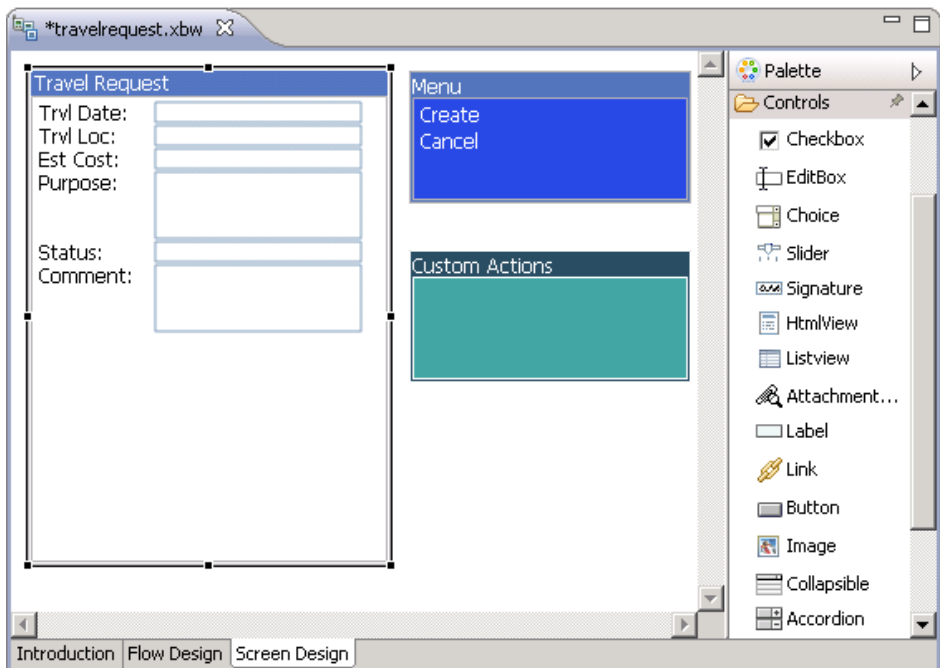 *travelrequest.xbw
Travel Request
Trvl Date:
Trvl Loc:
Est Cost:
Purpose:
Status:
Comment:
Menu
Create
Cancel
Custom Actions
Palette
Controls
Checkbox
EditBox
Choice
Slider
Signature
HtmlView
Listview
Attachment...
Label
Link
Button
Image
Collapsible
Accordion
Introduction Flow Design Screen Design